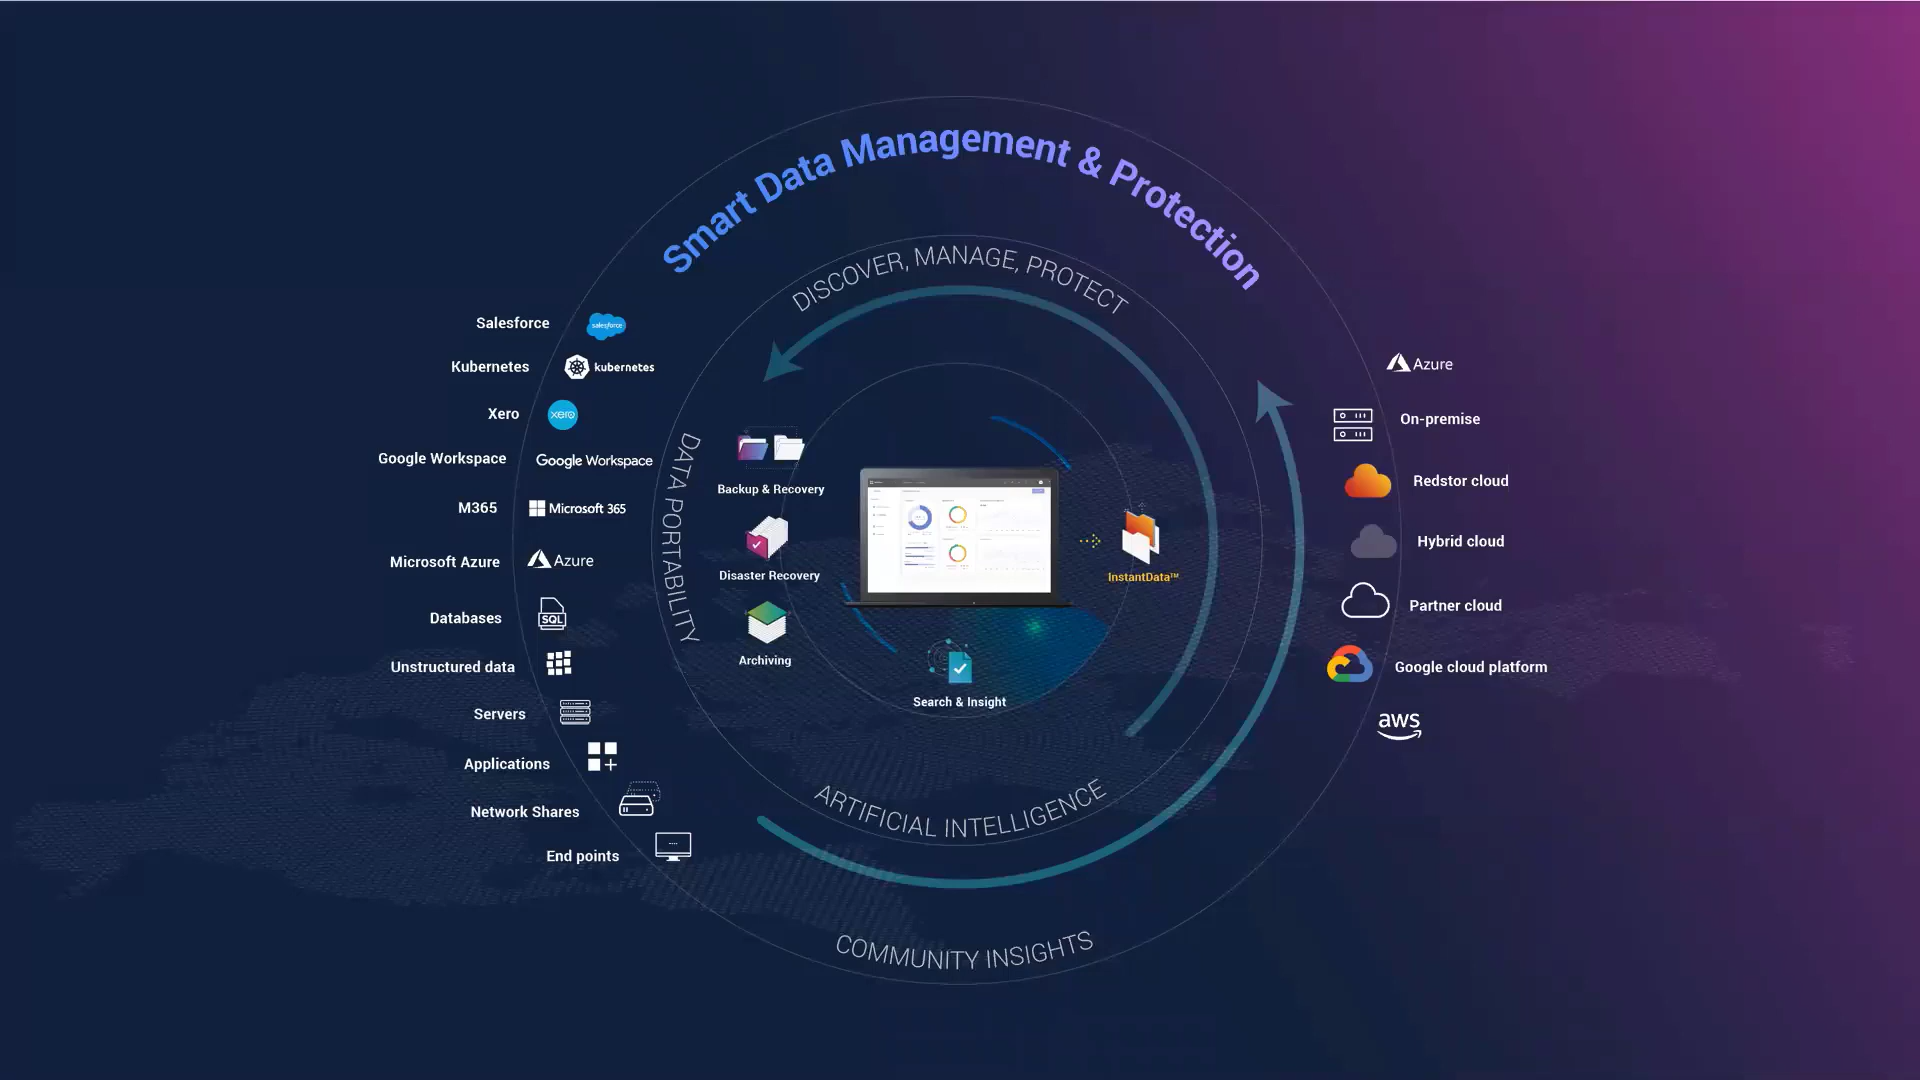 Smart Data Management & Protection
DISCOVER, MANAGE, PROTECT
DATA PORTABILITY
ARTIFICIAL INTELLIGENCE
COMMUNITY INSIGHTS
Salesforce
salesforce
Kubernetes
kubernetes
Xero
xero
Google Workspace
Google Workspace
M365
Microsoft 365
Microsoft Azure
Azure
Databases
SQL
Unstructured data
Servers
Applications
Network Shares
End points
Backup & Recovery
Disaster Recovery
Archiving
Search & Insight
InstantData™
Azure
On-premise
Redstor cloud
Hybrid cloud
Partner cloud
Google cloud platform
aws